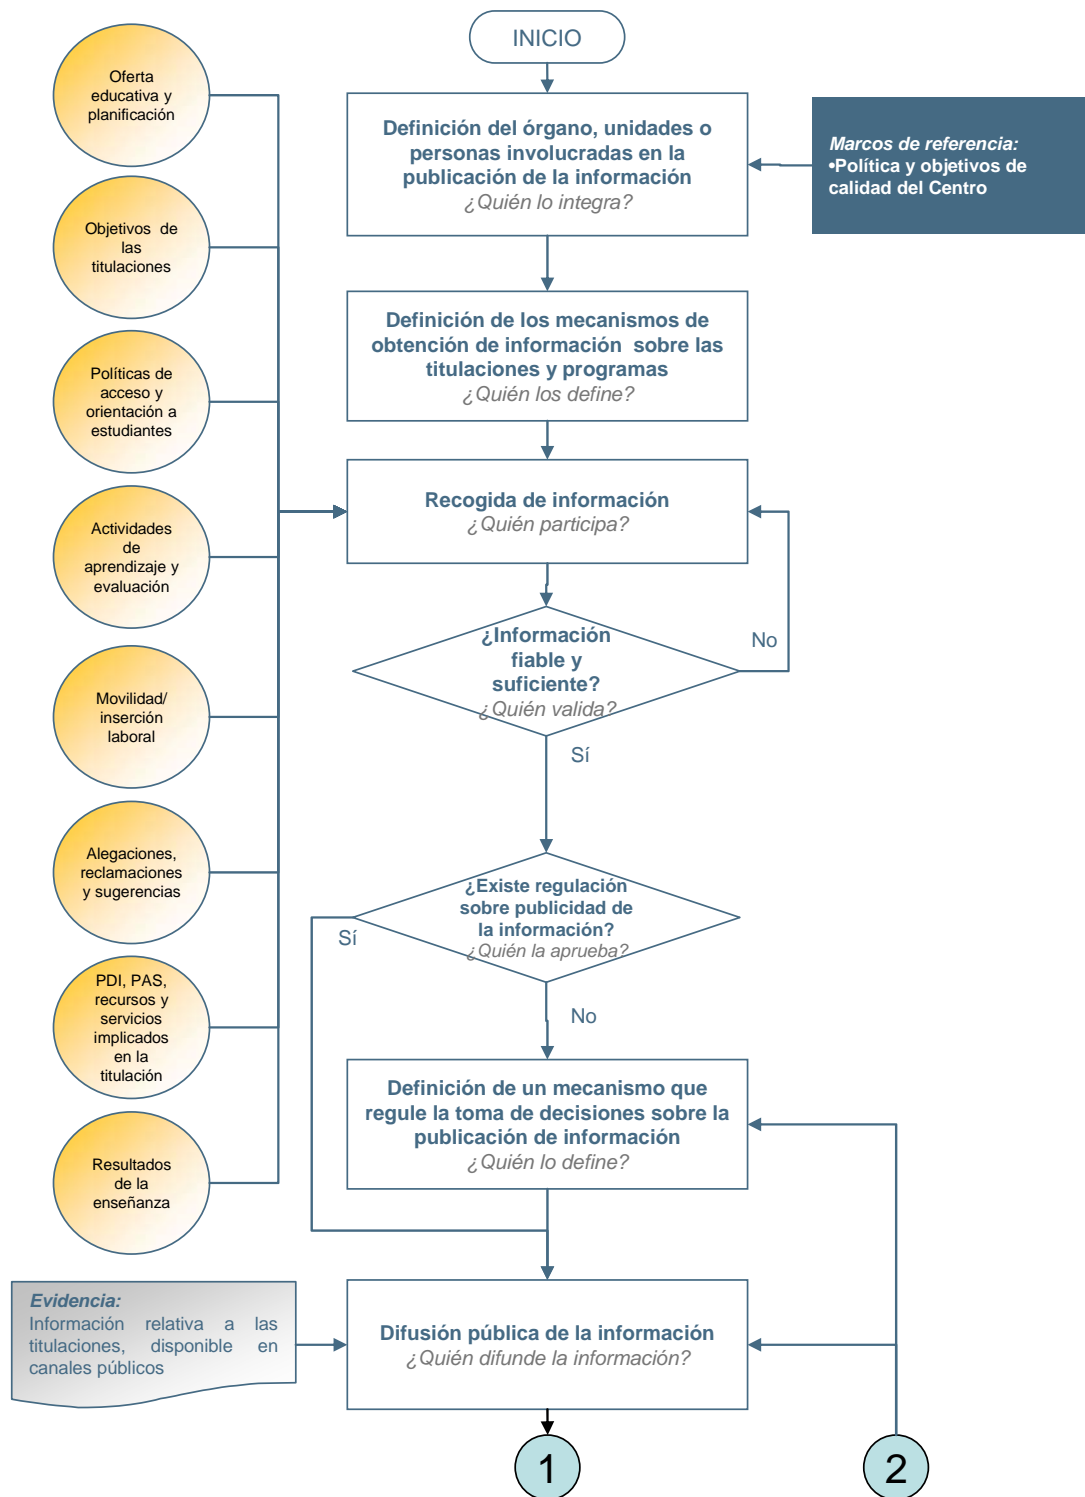 INICIO
Definición del órgano, unidades o
personas involucradas en la
publicación de la información
¿Quién lo integra?
Marcos de referencia:
•Política y objetivos de
calidad del Centro
Oferta
educativa y
planificación
Objetivos de
las
titulaciones
Definición de los mecanismos de
obtención de información sobre las
titulaciones y programas
¿Quién los define?
Políticas de
acceso y
orientación a
estudiantes
Recogida de información
¿Quién participa?
Actividades
de
aprendizaje y
evaluación
¿Información
fiable y
suficiente?
¿Quién valida?
No
Sí
Movilidad/
inserción
laboral
Alegaciones,
reclamaciones
y sugerencias
¿Existe regulación
sobre publicidad de
la información?
¿Quién la aprueba?
Sí
No
PDI, PAS,
recursos y
servicios
implicados
en la
titulación
Definición de un mecanismo que
regule la toma de decisiones sobre la
publicación de información
¿Quién lo define?
Resultados
de la
enseñanza
Evidencia:
Información relativa a las
titulaciones, disponible en
canales públicos
Difusión pública de la información
¿Quién difunde la información?
1
2